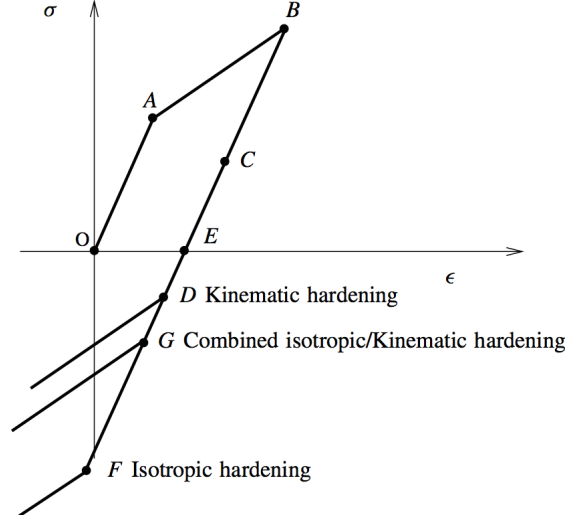 σ
B
A
C
O
E
ϵ
D Kinematic hardening
G Combined isotropic/Kinematic hardening
F Isotropic hardening